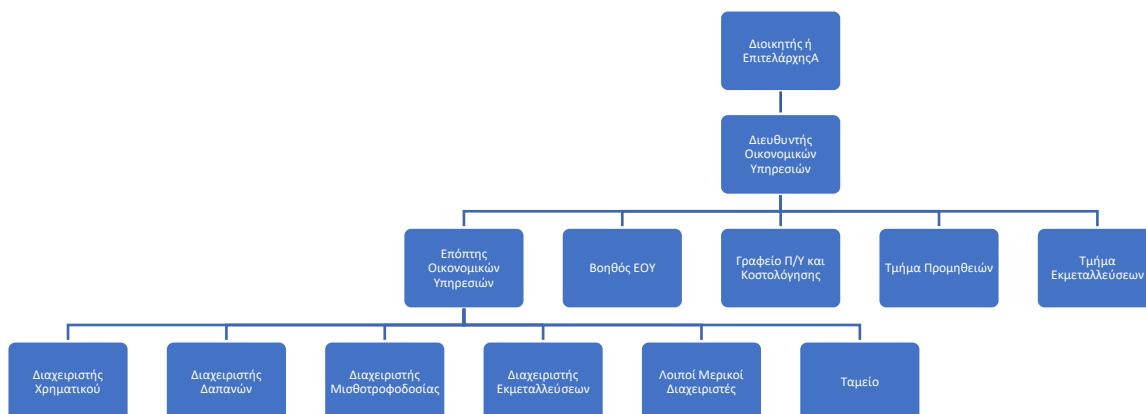 Διοικητής ή
ΕπιτελάρχηςΑ
Διευθυντής
Οικονομικών
Υπηρεσιών
Επόπτης
Οικονομικών
Υπηρεσιών
Βοηθός ΕΟΥ
Γραφείο Π/Υ και
Κοστολόγησης
Τμήμα Προμηθειών
Τμήμα
Εκμεταλλεύσεων
Διαχειριστής
Χρηματικού
Διαχειριστής
Δαπανών
Διαχειριστής
Μισθοτροφοδοσίας
Διαχειριστής
Εκμεταλλεύσεων
Λοιποί Μερικοί
Διαχειριστές
Ταμείο